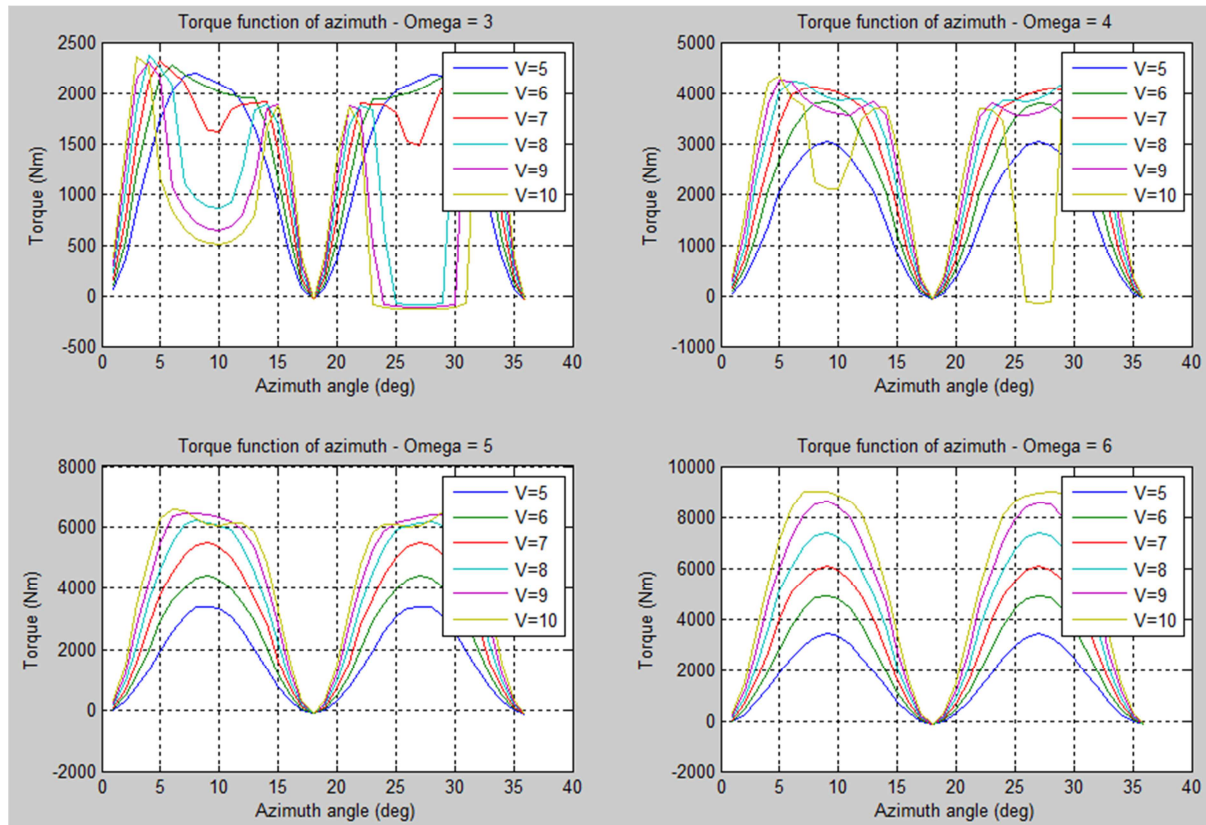 Torque function of azimuth - Omega = 3
Torque (Nm)
2500
2000
1500
1000
500
0
-500
0 5 10 15 20 25 30 35 40
Azimuth angle (deg)
V=5
V=6
V=7
V=8
V=9
V=10
Torque function of azimuth - Omega = 4
Torque (Nm)
5000
4000
3000
2000
1000
0
-1000
0 5 10 15 20 25 30 35 40
Azimuth angle (deg)
V=5
V=6
V=7
V=8
V=9
V=10
Torque function of azimuth - Omega = 5
Torque (Nm)
8000
6000
4000
2000
0
-2000
0 5 10 15 20 25 30 35 40
Azimuth angle (deg)
V=5
V=6
V=7
V=8
V=9
V=10
Torque function of azimuth - Omega = 6
Torque (Nm)
10000
8000
6000
4000
2000
0
-2000
0 5 10 15 20 25 30 35 40
Azimuth angle (deg)
V=5
V=6
V=7
V=8
V=9
V=10